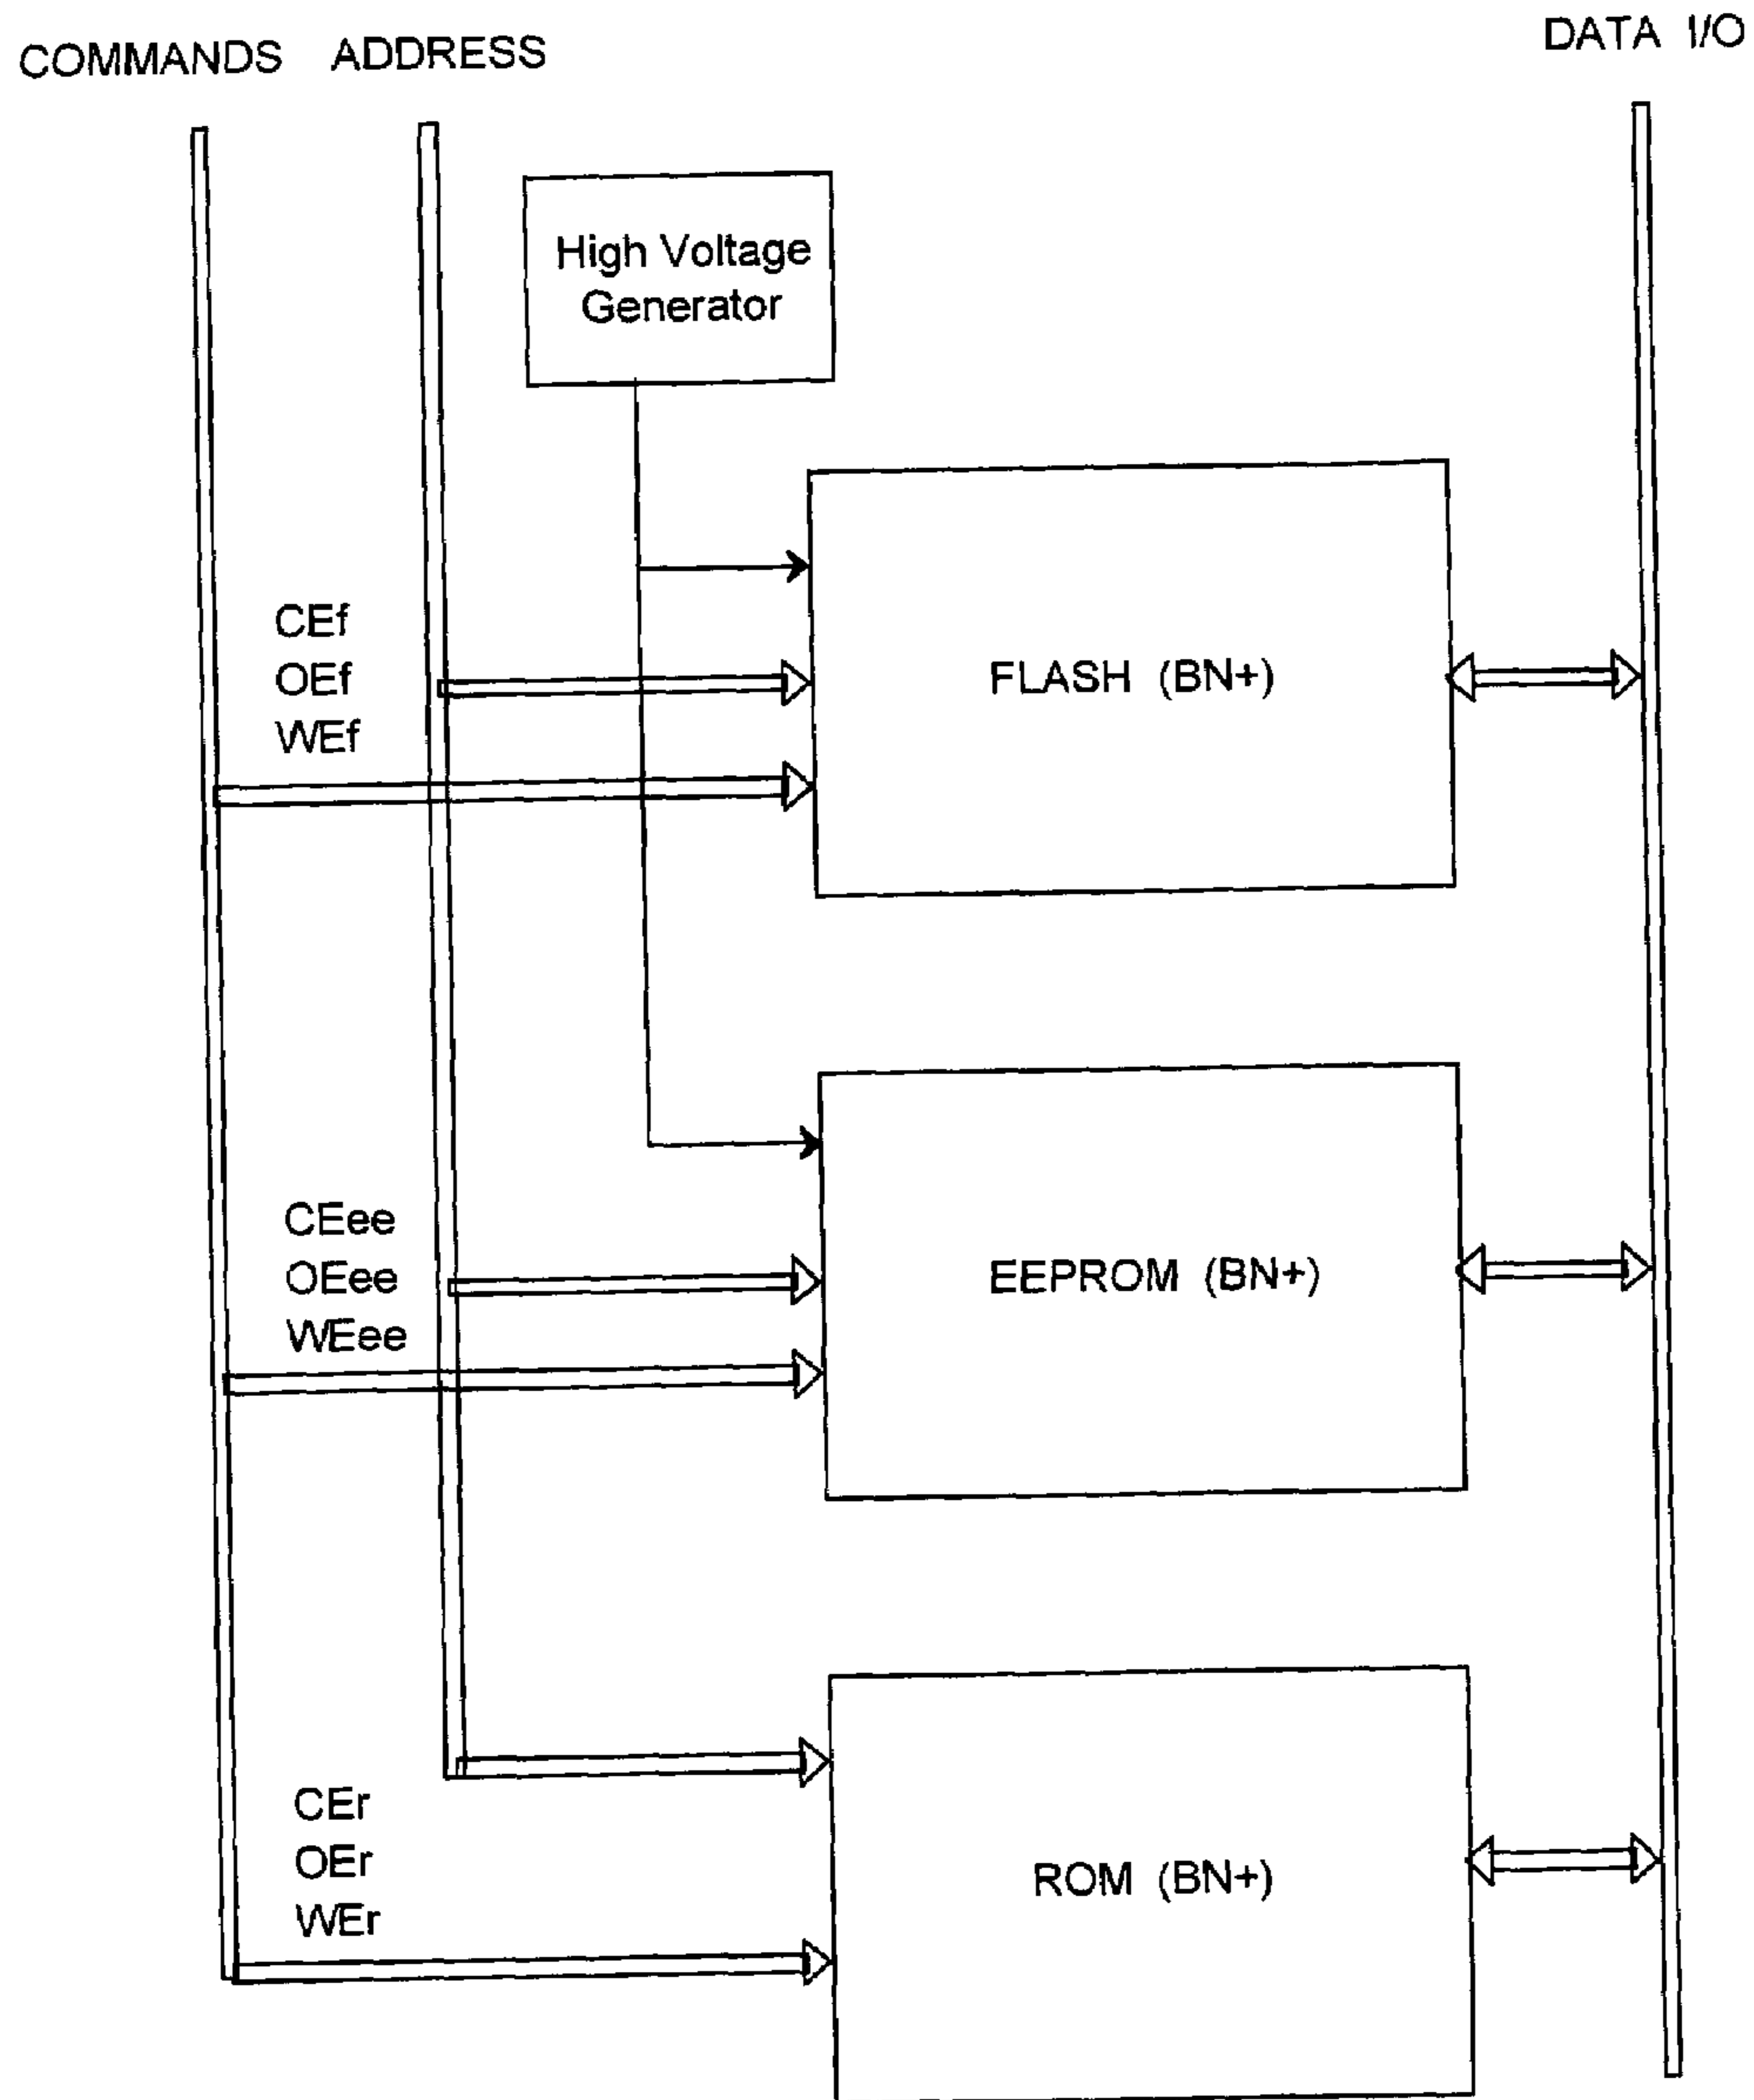 COMMANDS ADDRESS DATA I/O
High Voltage
Generator
CEf
OEf
WEf
FLASH (BN+)
CEee
OEee
WEee
EEPROM (BN+)
CEr
OEr
WEr
ROM (BN+)